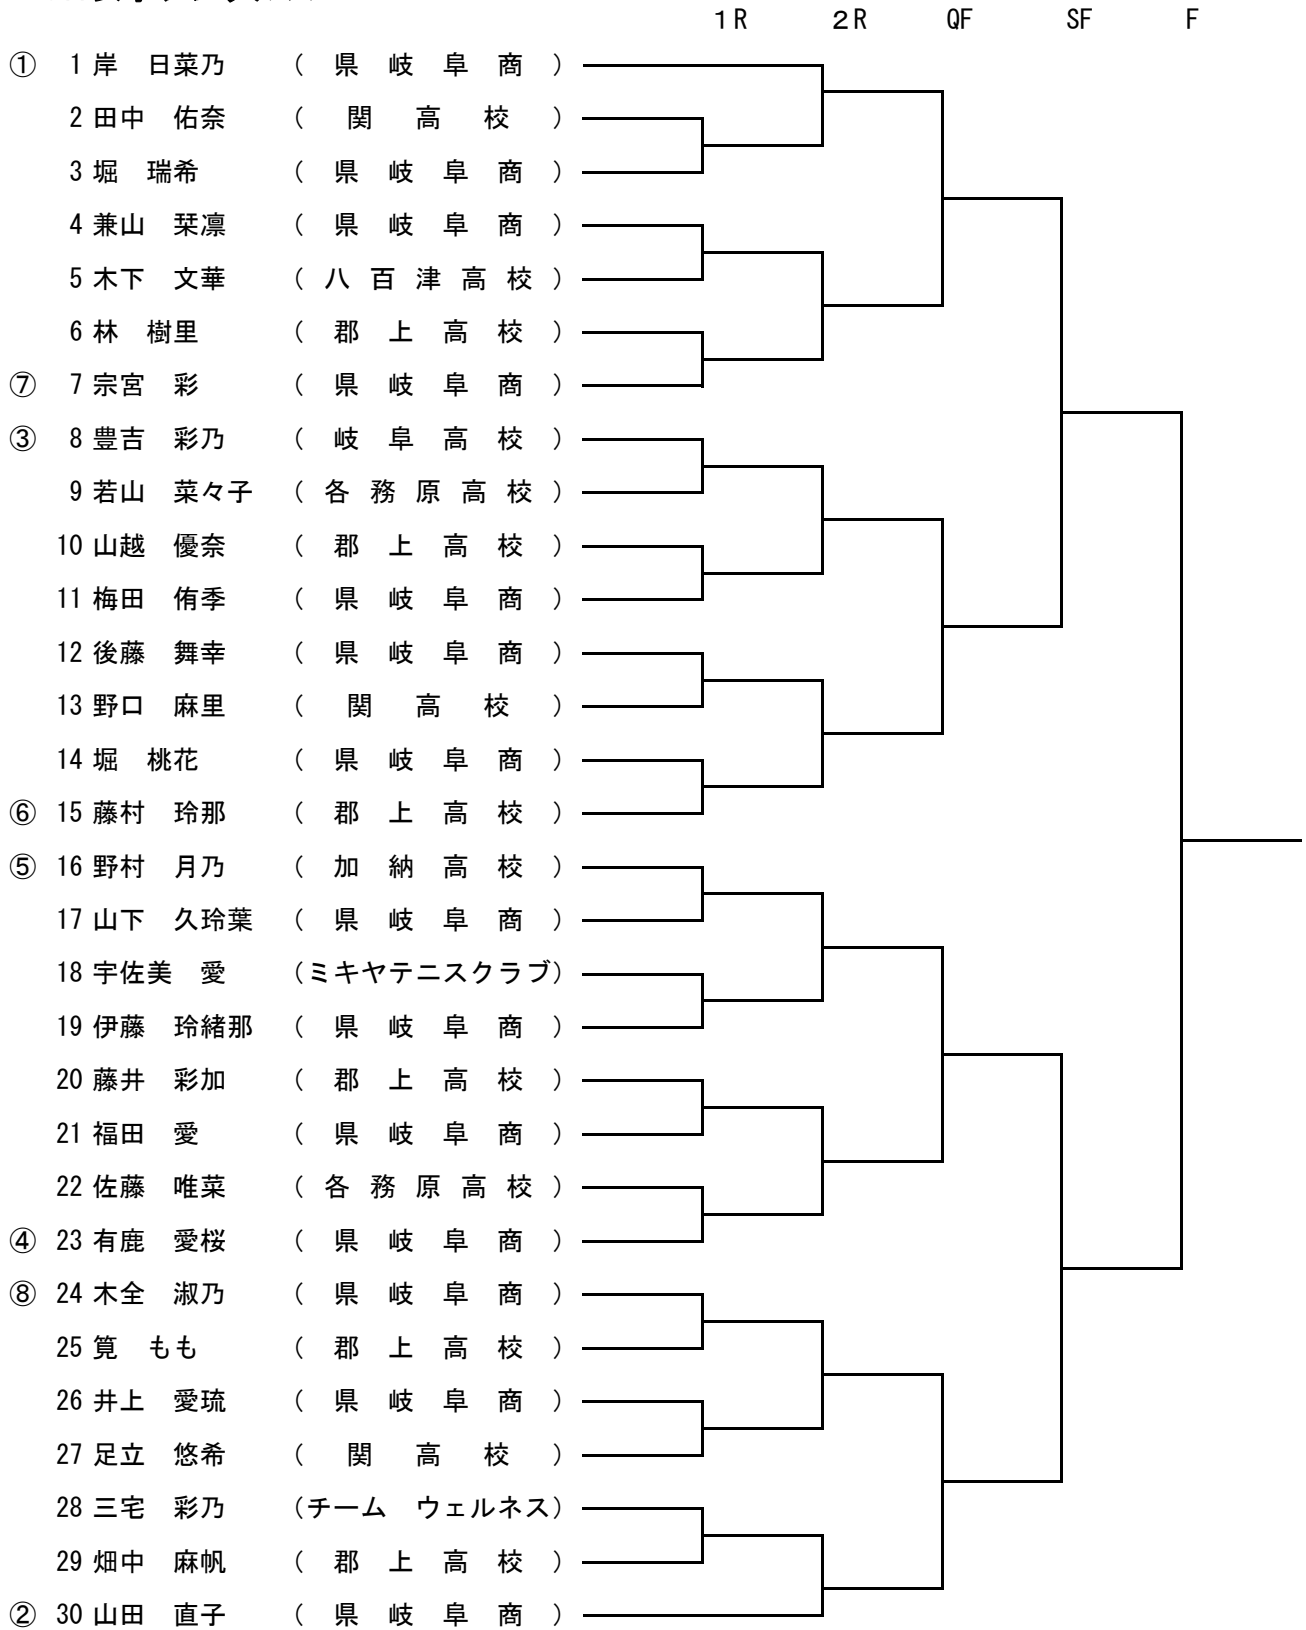 1R 2R QF SF F
① 1 岸 日菜乃 (県岐阜商)
2 田中 佑奈 (関高校)
3 堀 瑞希 (県岐阜商)
4 兼山 栞凛 (県岐阜商)
5 木下 文華 (八百津高校)
6 林 樹里 (郡上高校)
⑦ 7 宗宮 彩 (県岐阜商)
③ 8 豊吉 彩乃 (岐阜高校)
9 若山 菜々子 (各務原高校)
10 山越 優奈 (郡上高校)
11 梅田 侑季 (県岐阜商)
12 後藤 舞幸 (県岐阜商)
13 野口 麻里 (関高校)
14 堀 桃花 (県岐阜商)
⑥ 15 藤村 玲那 (郡上高校)
⑤ 16 野村 月乃 (加納高校)
17 山下 久玲葉 (県岐阜商)
18 宇佐美 愛 (ミキヤテニスクラブ)
19 伊藤 玲緒那 (県岐阜商)
20 藤井 彩加 (郡上高校)
21 福田 愛 (県岐阜商)
22 佐藤 唯菜 (各務原高校)
④ 23 有鹿 愛桜 (県岐阜商)
⑧ 24 木全 淑乃 (県岐阜商)
25 筧 もも (郡上高校)
26 井上 愛琉 (県岐阜商)
27 足立 悠希 (関高校)
28 三宅 彩乃 (チーム ウェルネス)
29 畑中 麻帆 (郡上高校)
② 30 山田 直子 (県岐阜商)